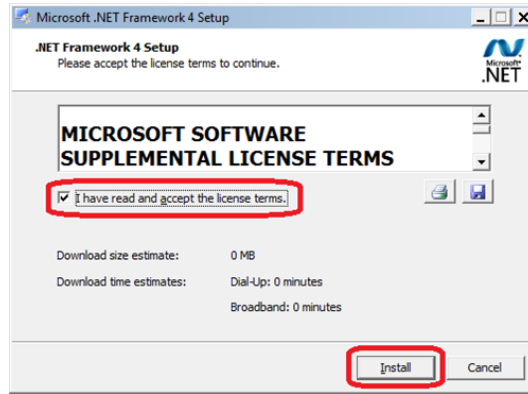 Microsoft .NET Framework 4 Setup
.NET Framework 4 Setup
Please accept the license terms to continue.
Microsoft®
.NET
MICROSOFT SOFTWARE
SUPPLEMENTAL LICENSE TERMS
I have read and accept the license terms.
Download size estimate: 0 MB
Download time estimates: Dial-Up: 0 minutes
Broadband: 0 minutes
Install Cancel